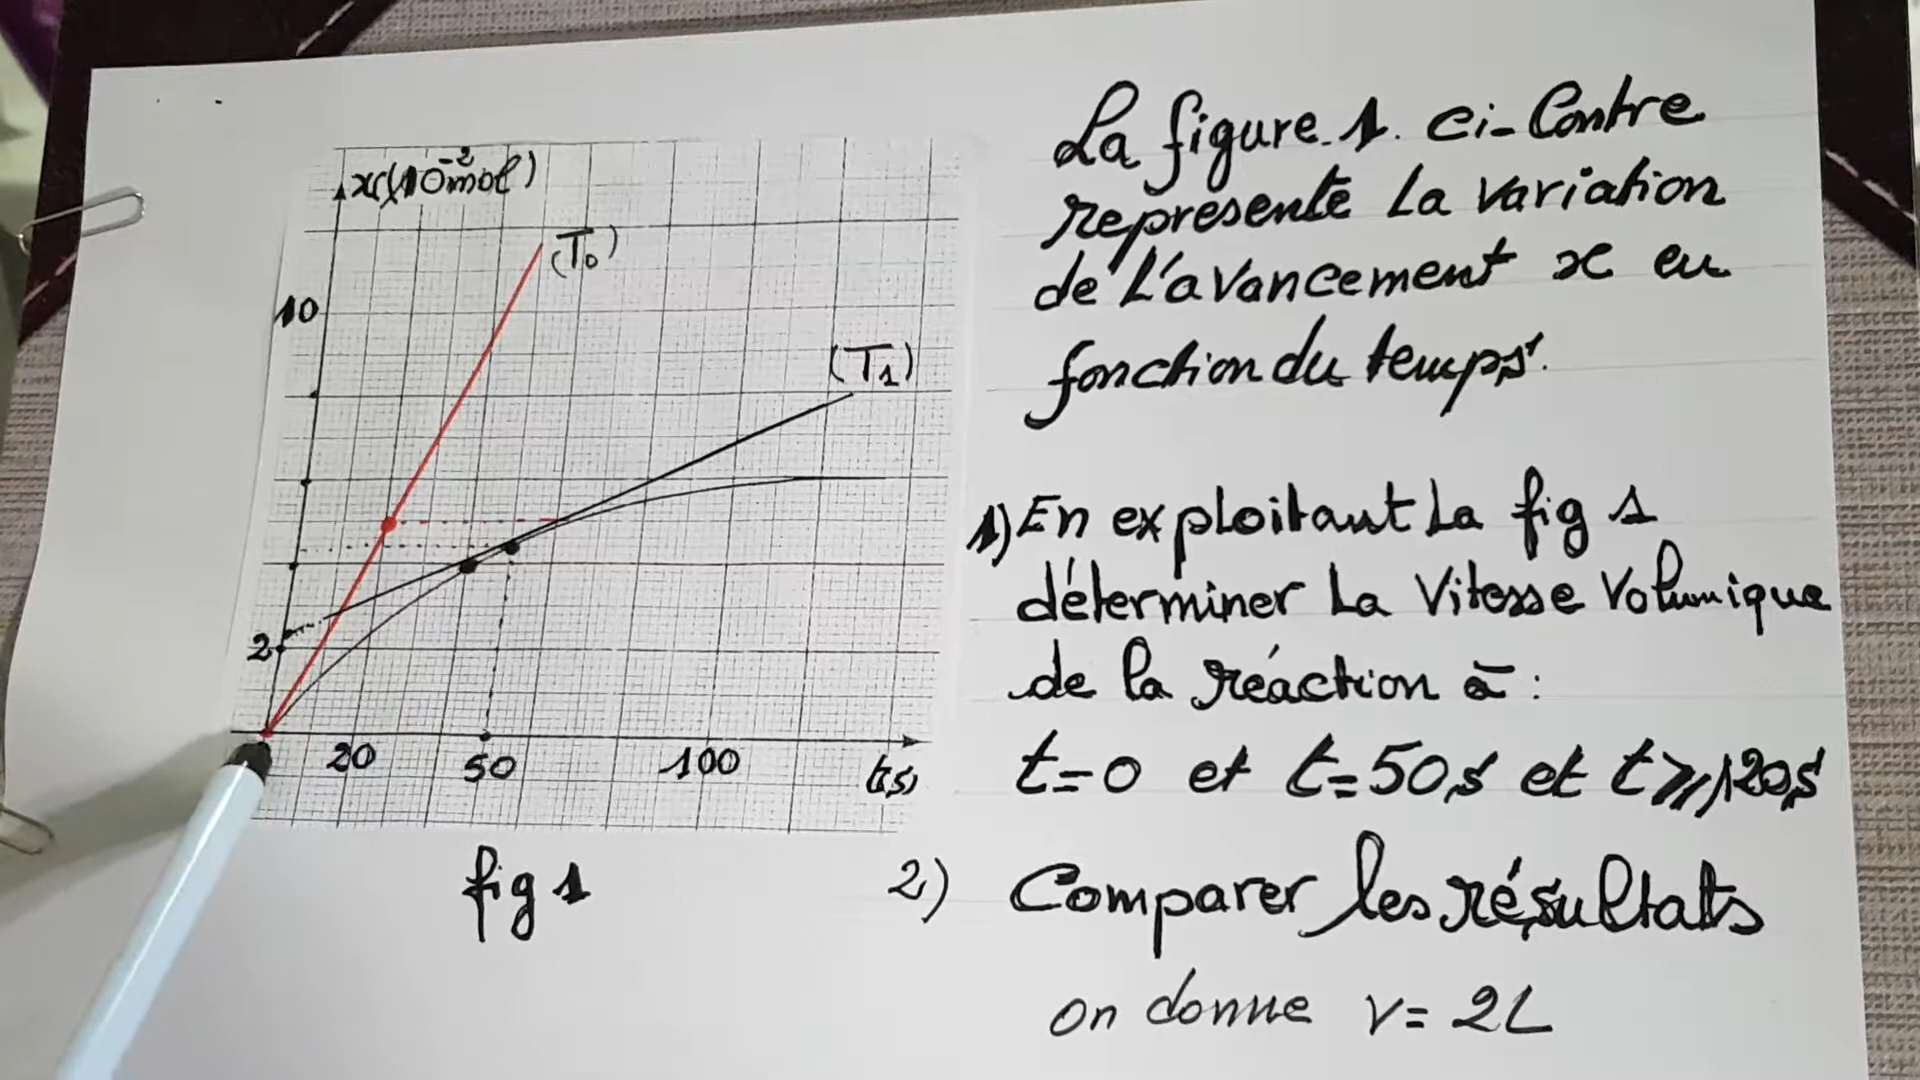 x(10⁻²mol)
(T₀)
10
(T₁)
2
20
50
100
t(s)
fig 1
La figure 1. ci-contre
représente la variation
de l'avancement x en
fonction du temps.
1) En exploitant la fig 1
déterminer la vitesse volumique
de la réaction à :
t=0 et t=50s et t⩾120s
2) Comparer les résultats
on donne V= 2L